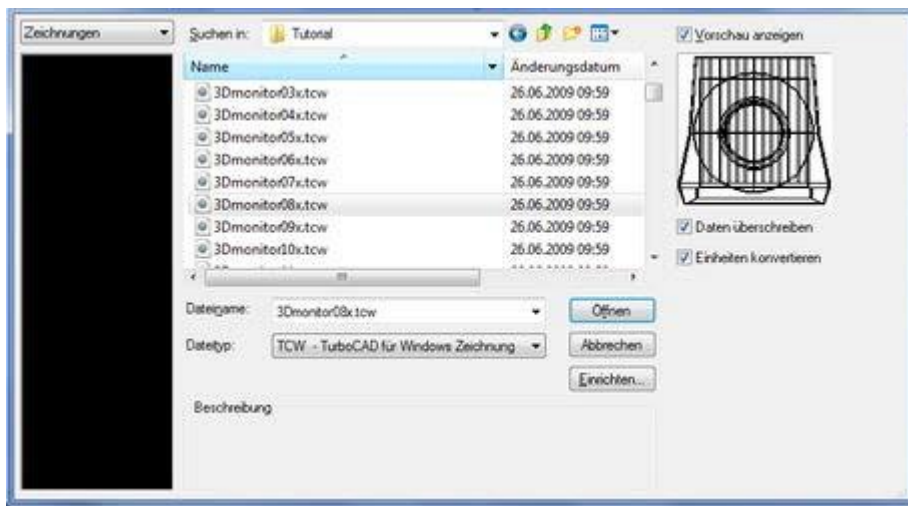 Zeichnungen
Suchen in: Tutorial
Vorschau anzeigen
Name Änderungsdatum
3Dmonitor03x.tcw 26.06.2009 09:59
3Dmonitor04x.tcw 26.06.2009 09:59
3Dmonitor05x.tcw 26.06.2009 09:59
3Dmonitor06x.tcw 26.06.2009 09:59
3Dmonitor07x.tcw 26.06.2009 09:59
3Dmonitor08x.tcw 26.06.2009 09:59
3Dmonitor09x.tcw 26.06.2009 09:59
3Dmonitor10x.tcw 26.06.2009 09:59
Daten überschreiben
Einheiten konvertieren
Dateiname: 3Dmonitor08x.tcw Öffnen
Dateityp: TCW - TurboCAD für Windows Zeichnung Abbrechen
Einrichten...
Beschreibung